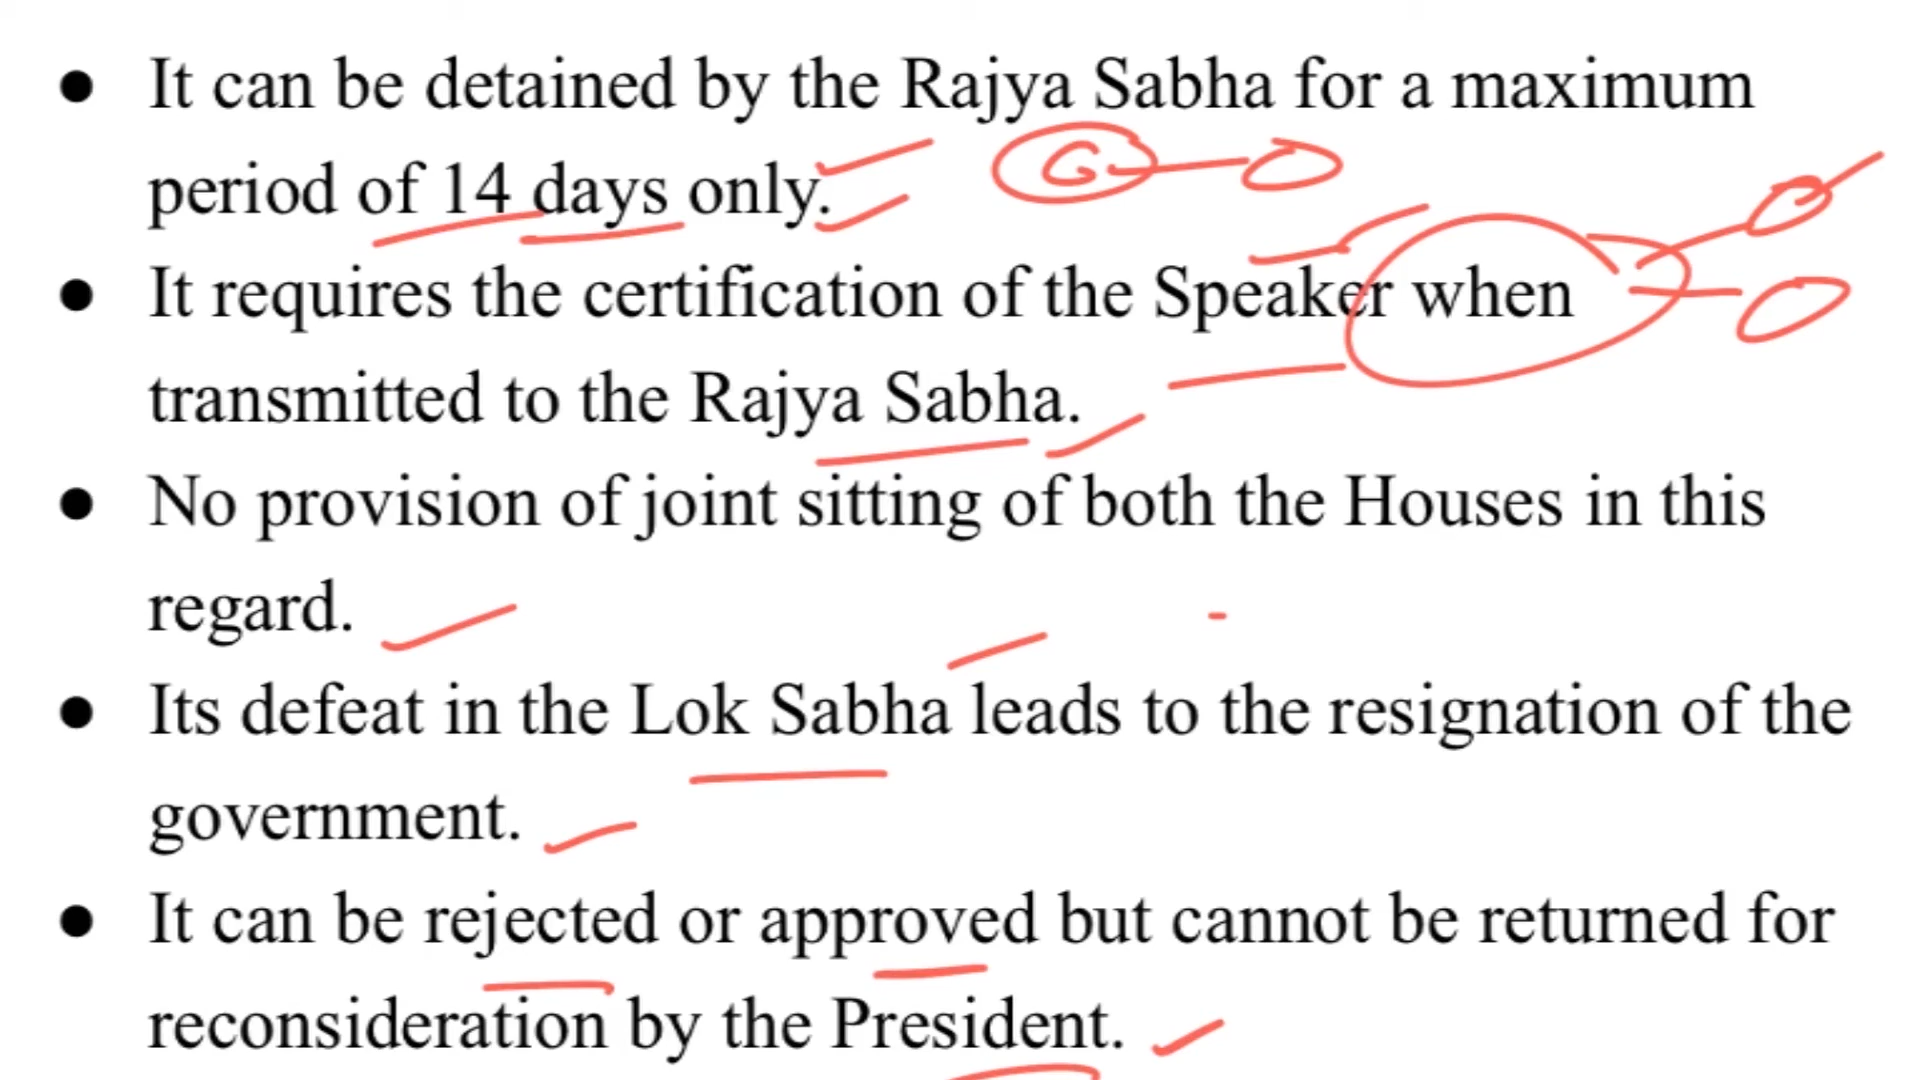 ● It can be detained by the Rajya Sabha for a maximum
period of 14 days only.
G
● It requires the certification of the Speaker when
transmitted to the Rajya Sabha.
● No provision of joint sitting of both the Houses in this
regard.
● Its defeat in the Lok Sabha leads to the resignation of the
government.
● It can be rejected or approved but cannot be returned for
reconsideration by the President.